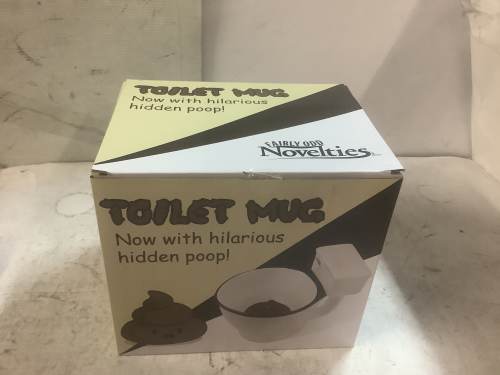 TOILET MUG
Now with hilarious
hidden poop!
FAIRLY ODD
Novelties
TOILET MUG
Now with hilarious
hidden poop!